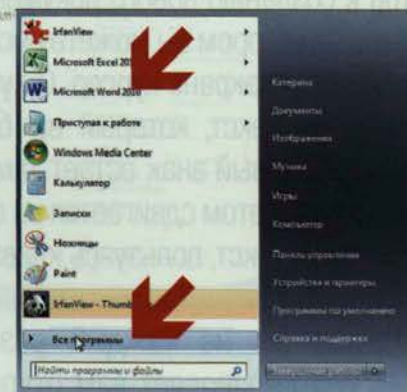 IrfanView
Microsoft Excel 20
Microsoft Word 2010
Приступая к работе
Windows Media Center
Калькулятор
Записки
Ножницы
Paint
IrfanView - Thumb
Все программы
Найти программы и файлы
Катерина
Документы
Изображения
Музыка
Игры
Компьютер
Панель управления
Устройства и принтеры
Программы по умолчанию
Справка и поддержка
Завершение работы